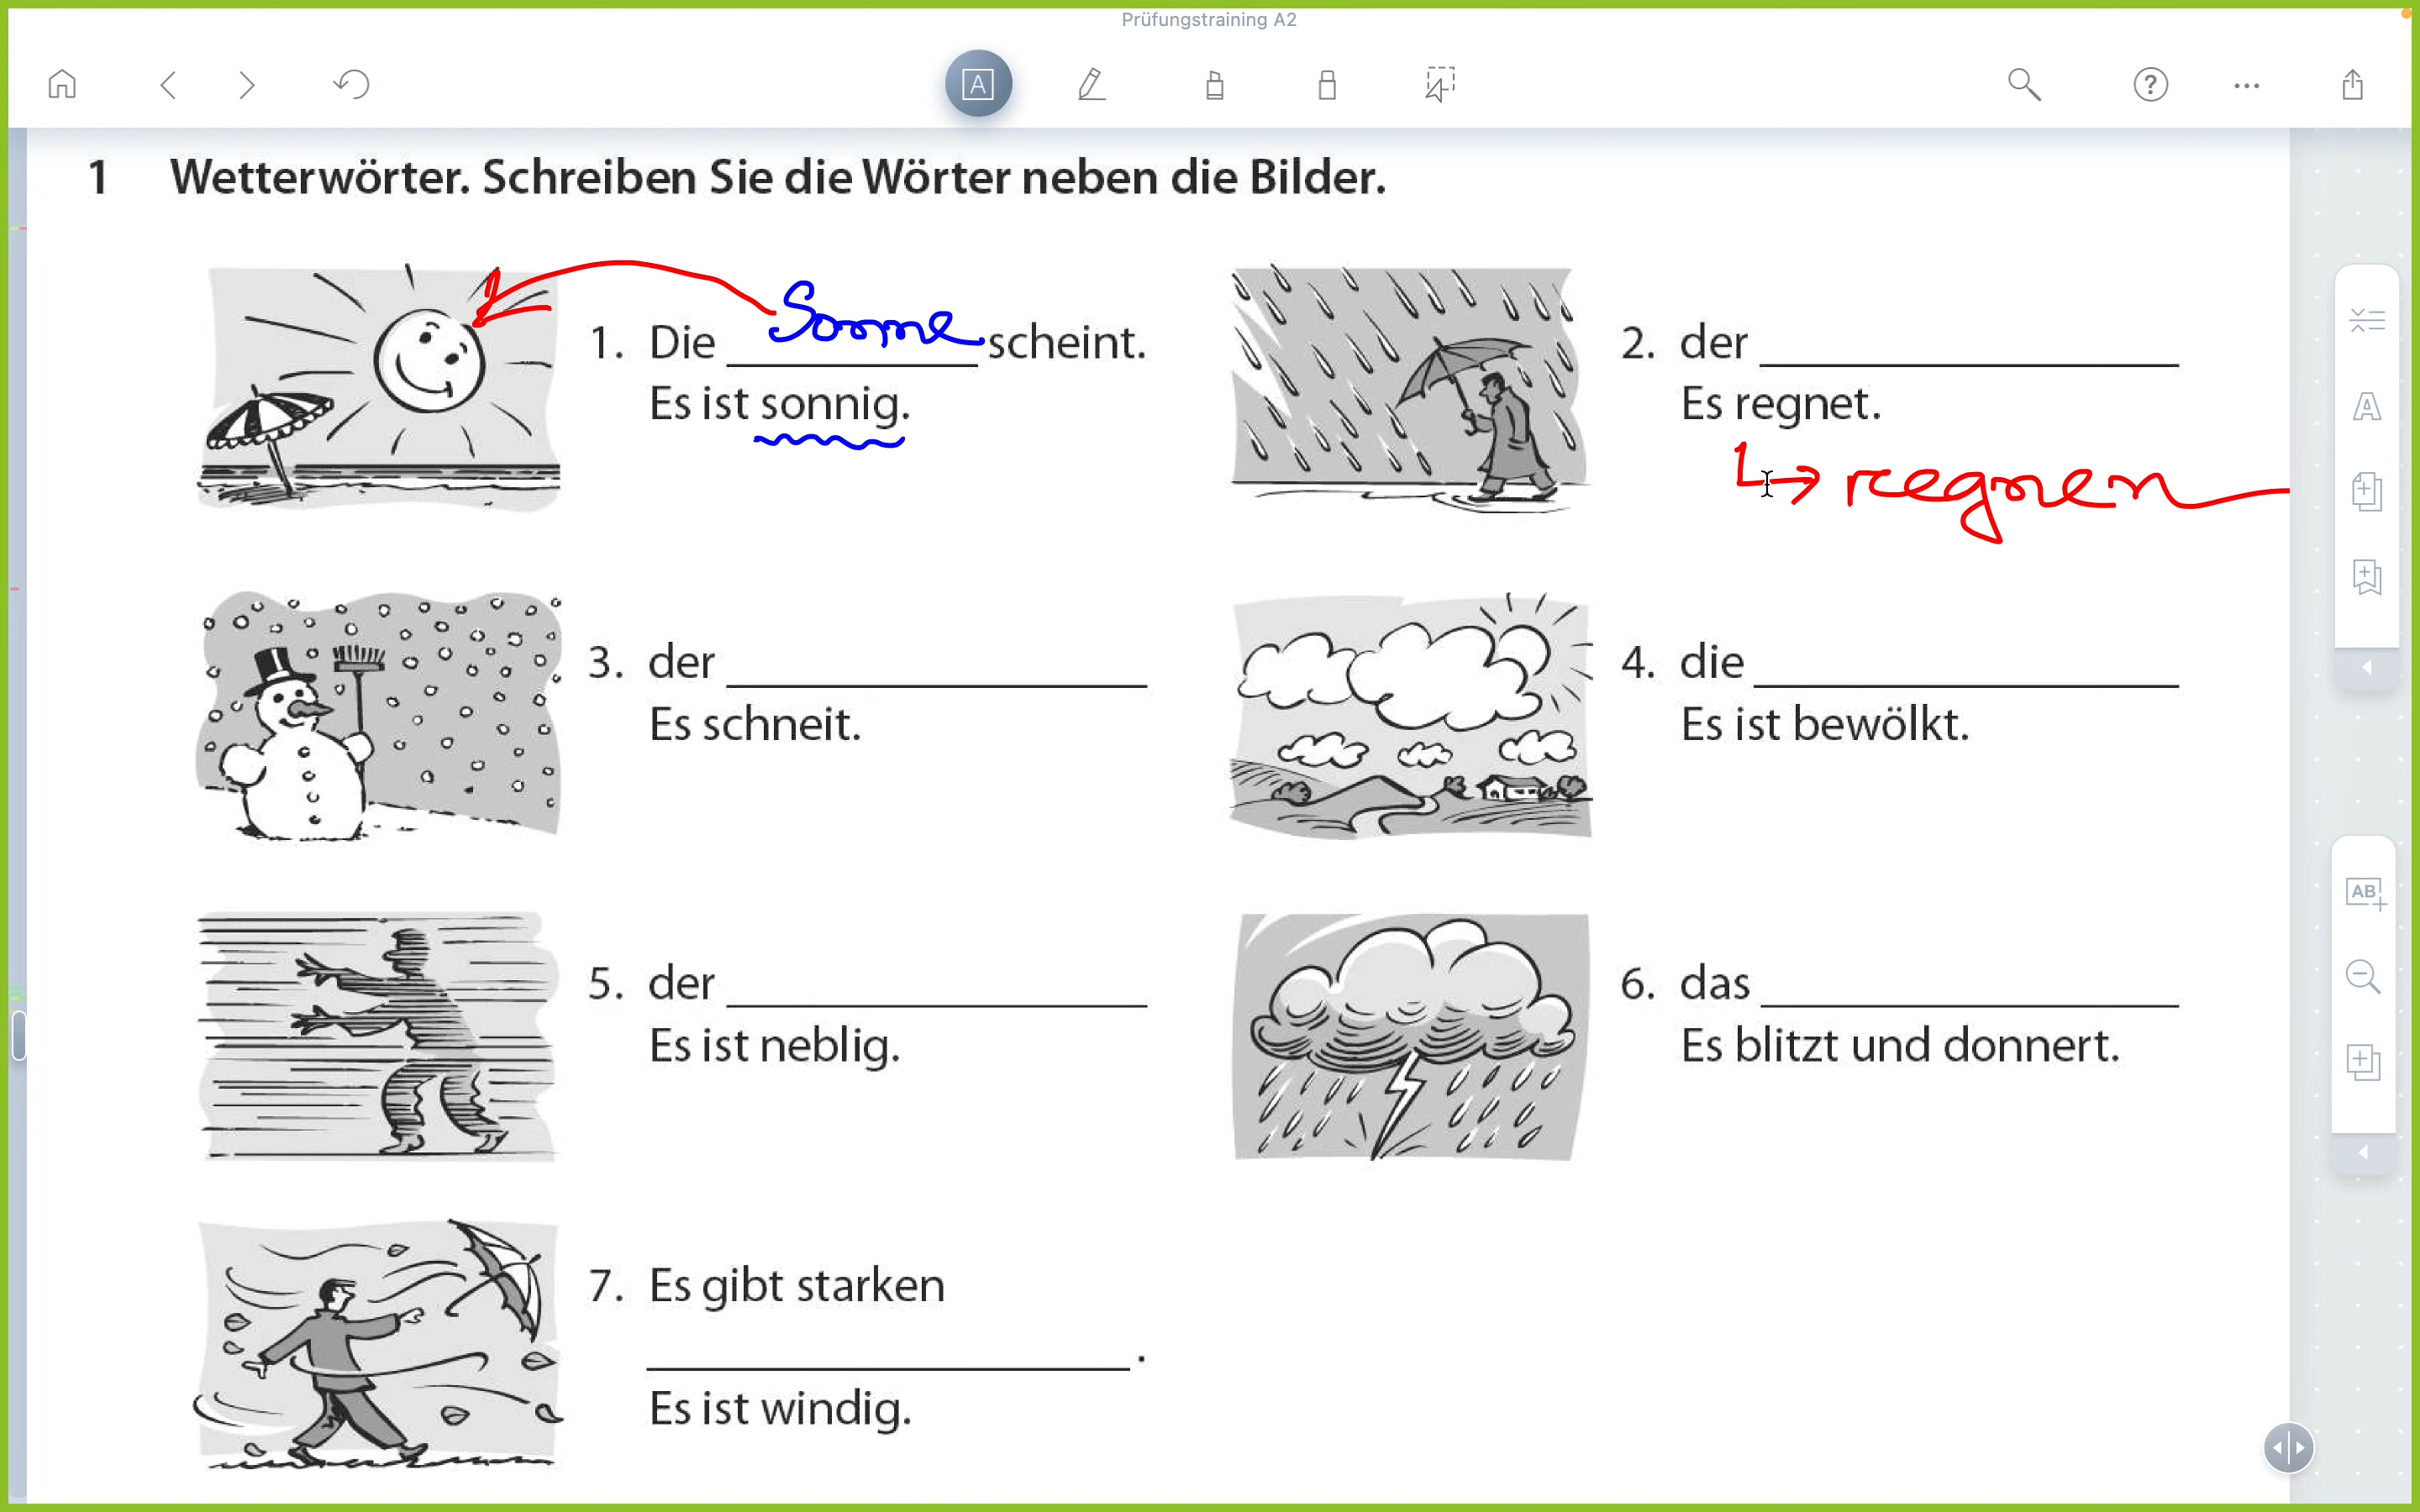 Prüfungstraining A2
A
1 Wetterwörter. Schreiben Sie die Wörter neben die Bilder.
1. Die Sonne scheint.
Es ist sonnig.
2. der
Es regnet.
regnen
3. der
Es schneit.
4. die
Es ist bewölkt.
5. der
Es ist neblig.
6. das
Es blitzt und donnert.
7. Es gibt starken
.
Es ist windig.
A
AB